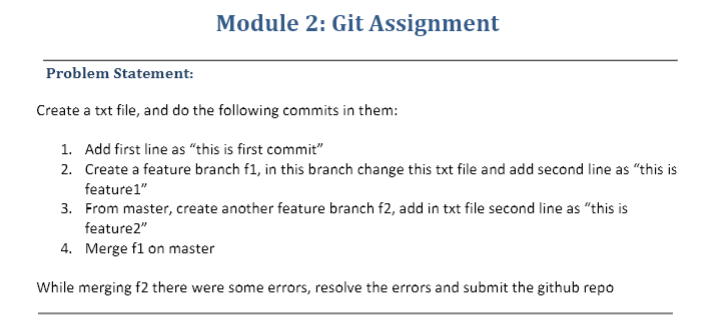 Module 2: Git Assignment
Problem Statement:
Create a txt file, and do the following commits in them:
1. Add first line as “this is first commit”
2. Create a feature branch f1, in this branch change this txt file and add second line as “this is
feature1”
3. From master, create another feature branch f2, add in txt file second line as “this is
feature2”
4. Merge f1 on master
While merging f2 there were some errors, resolve the errors and submit the github repo